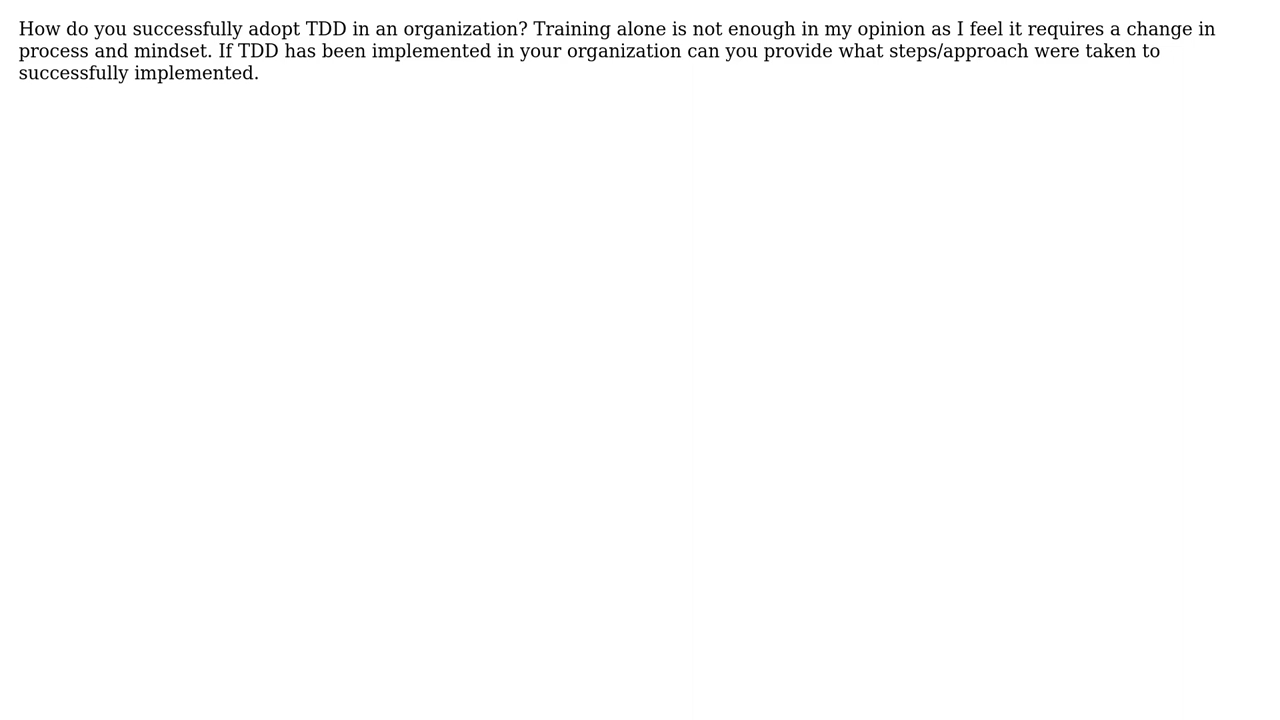 How do you successfully adopt TDD in an organization? Training alone is not enough in my opinion as I feel it requires a change in
process and mindset. If TDD has been implemented in your organization can you provide what steps/approach were taken to
successfully implemented.